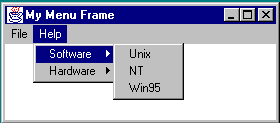 My Menu Frame
File Help
Software Unix
Hardware NT
Win95